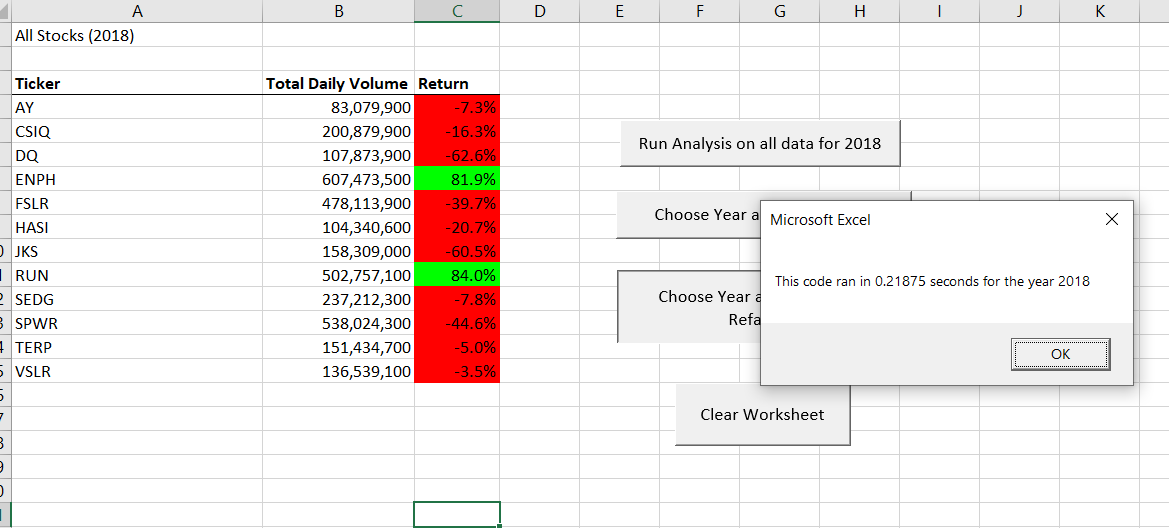 A B C D E F G H I J K
All Stocks (2018)
Ticker Total Daily Volume Return
AY 83,079,900 -7.3%
CSIQ 200,879,900 -16.3%
DQ 107,873,900 -62.6%
ENPH 607,473,500 81.9%
FSLR 478,113,900 -39.7%
HASI 104,340,600 -20.7%
JKS 158,309,000 -60.5%
RUN 502,757,100 84.0%
SEDG 237,212,300 -7.8%
SPWR 538,024,300 -44.6%
TERP 151,434,700 -5.0%
VSLR 136,539,100 -3.5%
Run Analysis on all data for 2018
Choose Year a
Choose Year a
Refa
Microsoft Excel
This code ran in 0.21875 seconds for the year 2018
OK
Clear Worksheet